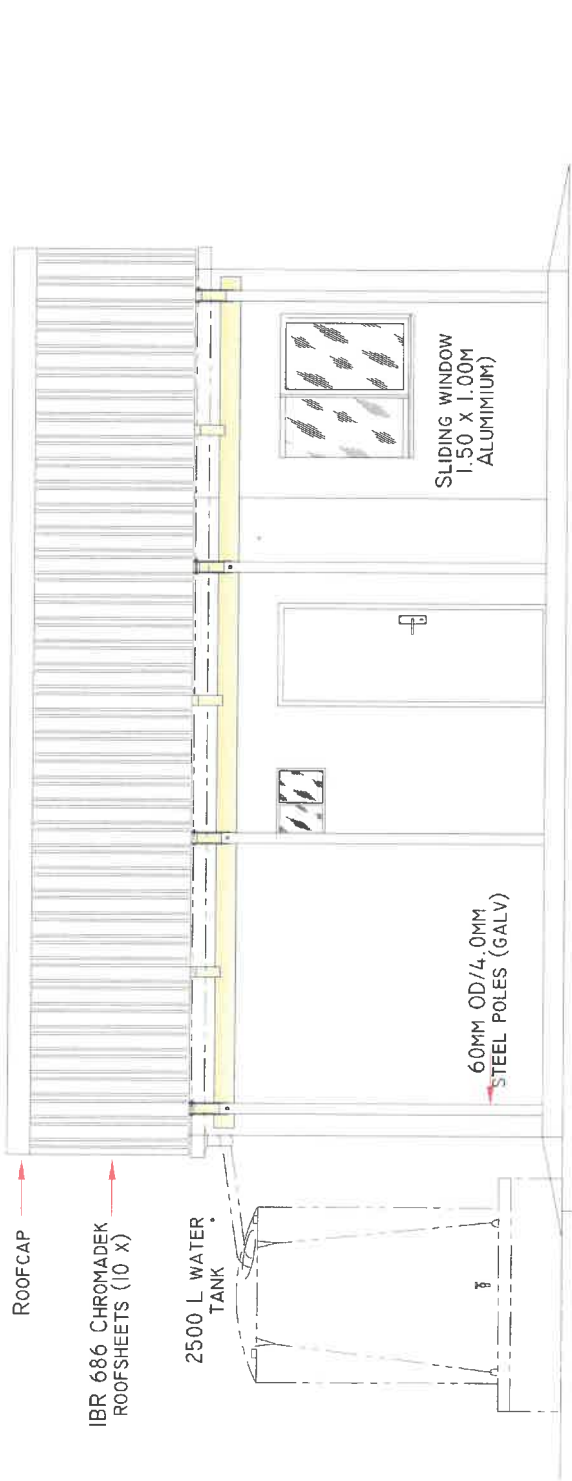 ROOFCAP
IBR 686 CHROMADEK
ROOFSHEETS (10 X)
2500 L WATER
TANK
60MM OD/4.0MM
STEEL POLES (GALV)
SLIDING WINDOW
1.50 X 1.00M
ALUMIMIUM)